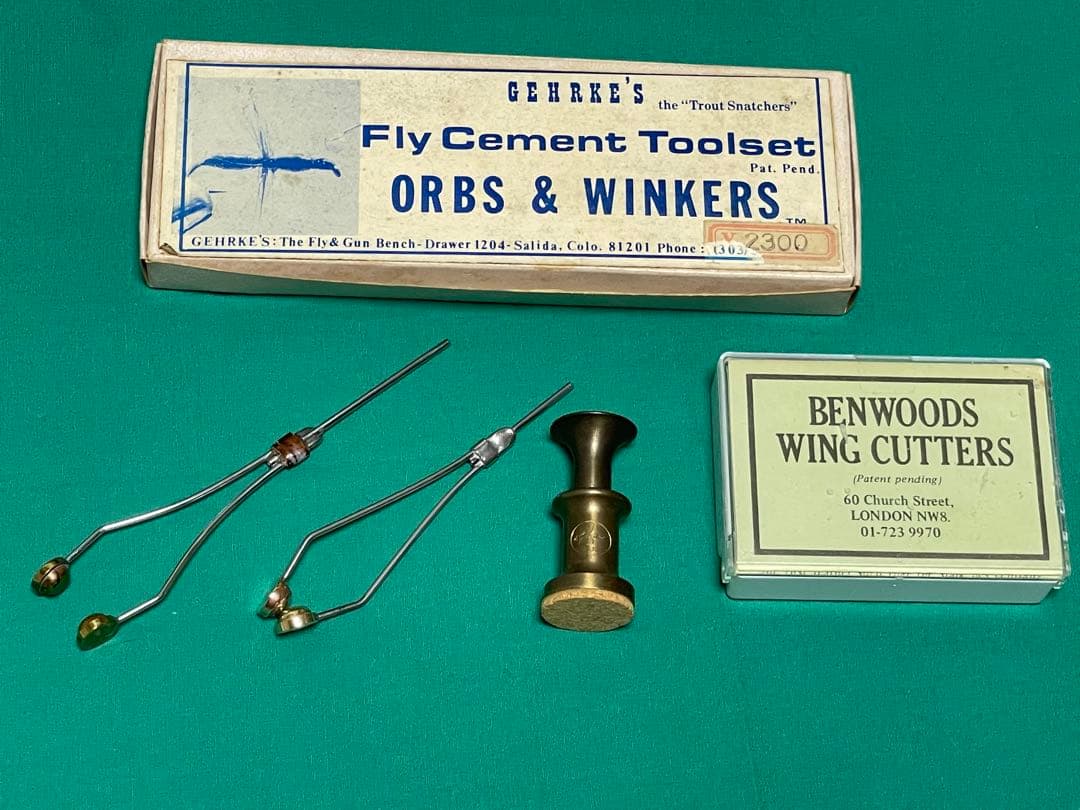 GEHRKE'S the "Trout Snatchers"
Fly Cement Toolset
Pat. Pend.
ORBS & WINKERS TM
GEHRKE'S: The Fly & Gun Bench - Drawer 1204 - Salida, Colo. 81201 Phone: (303)
¥ 2300
BENWOODS
WING CUTTERS
(Patent pending)
60 Church Street,
LONDON NW8.
01-723 9970